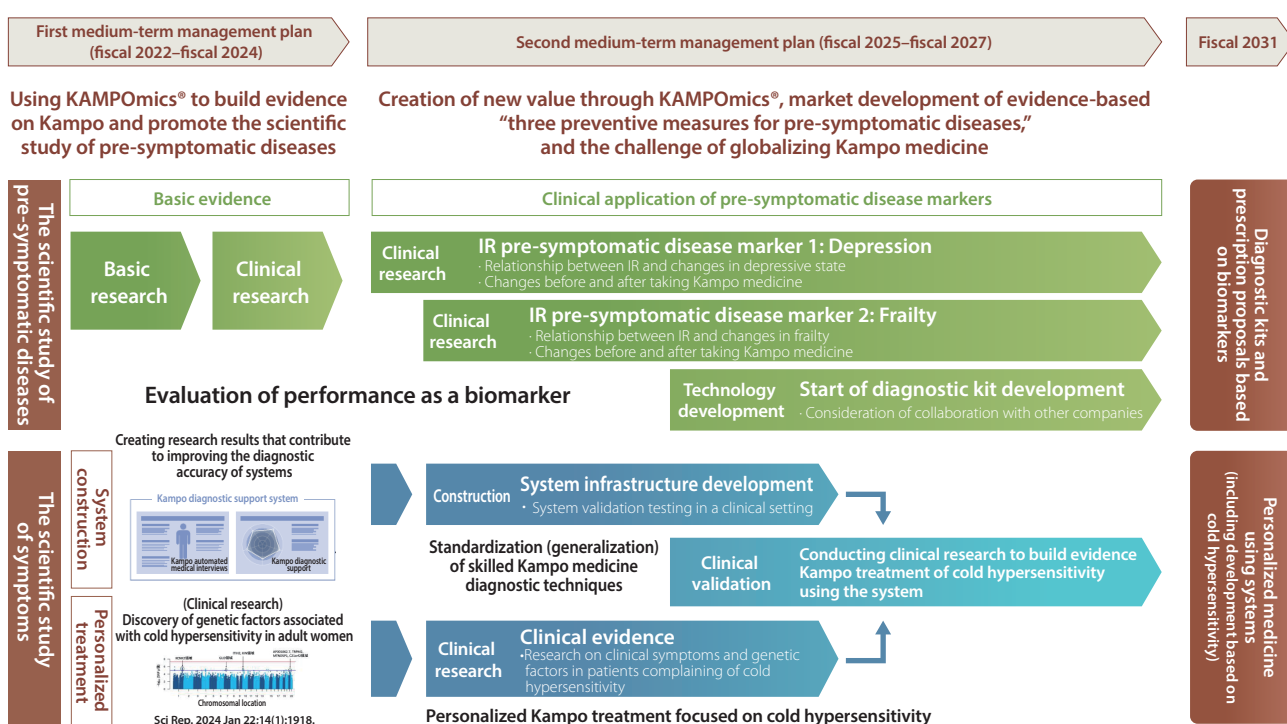 First medium-term management plan
(fiscal 2022–fiscal 2024)
Second medium-term management plan (fiscal 2025–fiscal 2027)
Fiscal 2031
Using KAMPOmics® to build evidence
on Kampo and promote the scientific
study of pre-symptomatic diseases
Creation of new value through KAMPOmics®, market development of evidence-based
“three preventive measures for pre-symptomatic diseases,”
and the challenge of globalizing Kampo medicine
The scientific study of
pre-symptomatic diseases
Basic evidence
Clinical application of pre-symptomatic disease markers
Basic
research
Clinical
research
Clinical
research
IR pre-symptomatic disease marker 1: Depression
· Relationship between IR and changes in depressive state
· Changes before and after taking Kampo medicine
Clinical
research
IR pre-symptomatic disease marker 2: Frailty
· Relationship between IR and changes in frailty
· Changes before and after taking Kampo medicine
Evaluation of performance as a biomarker
Technology
development
Start of diagnostic kit development
· Consideration of collaboration with other companies
Diagnostic kits and
prescription proposals based
on biomarkers
The scientific study
of symptoms
System
construction
Creating research results that contribute
to improving the diagnostic
accuracy of systems
Kampo diagnostic support system
Kampo automated
medical interviews
Kampo diagnostic
support
Construction
System infrastructure development
• System validation testing in a clinical setting
Standardization (generalization)
of skilled Kampo medicine
diagnostic techniques
Clinical
validation
Conducting clinical research to build evidence
Kampo treatment of cold hypersensitivity
using the system
Personalized
treatment
(Clinical research)
Discovery of genetic factors associated
with cold hypersensitivity in adult women
Chromosomal location
Sci Rep. 2024 Jan 22;14(1):1918.
Clinical
research
Clinical evidence
•Research on clinical symptoms and genetic
factors in patients complaining of cold
hypersensitivity
Personalized Kampo treatment focused on cold hypersensitivity
Personalized medicine
using systems
(including development based on
cold hypersensitivity)